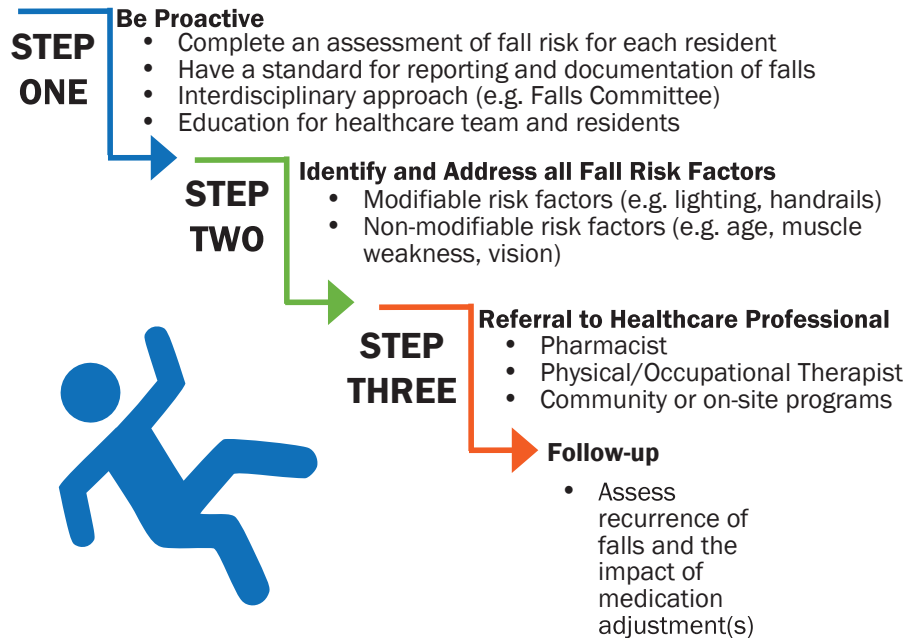 Be Proactive
STEP
ONE
• Complete an assessment of fall risk for each resident
• Have a standard for reporting and documentation of falls
• Interdisciplinary approach (e.g. Falls Committee)
• Education for healthcare team and residents
STEP
TWO
Identify and Address all Fall Risk Factors
• Modifiable risk factors (e.g. lighting, handrails)
• Non-modifiable risk factors (e.g. age, muscle
weakness, vision)
STEP
THREE
Referral to Healthcare Professional
• Pharmacist
• Physical/Occupational Therapist
• Community or on-site programs
Follow-up
• Assess
recurrence of
falls and the
impact of
medication
adjustment(s)